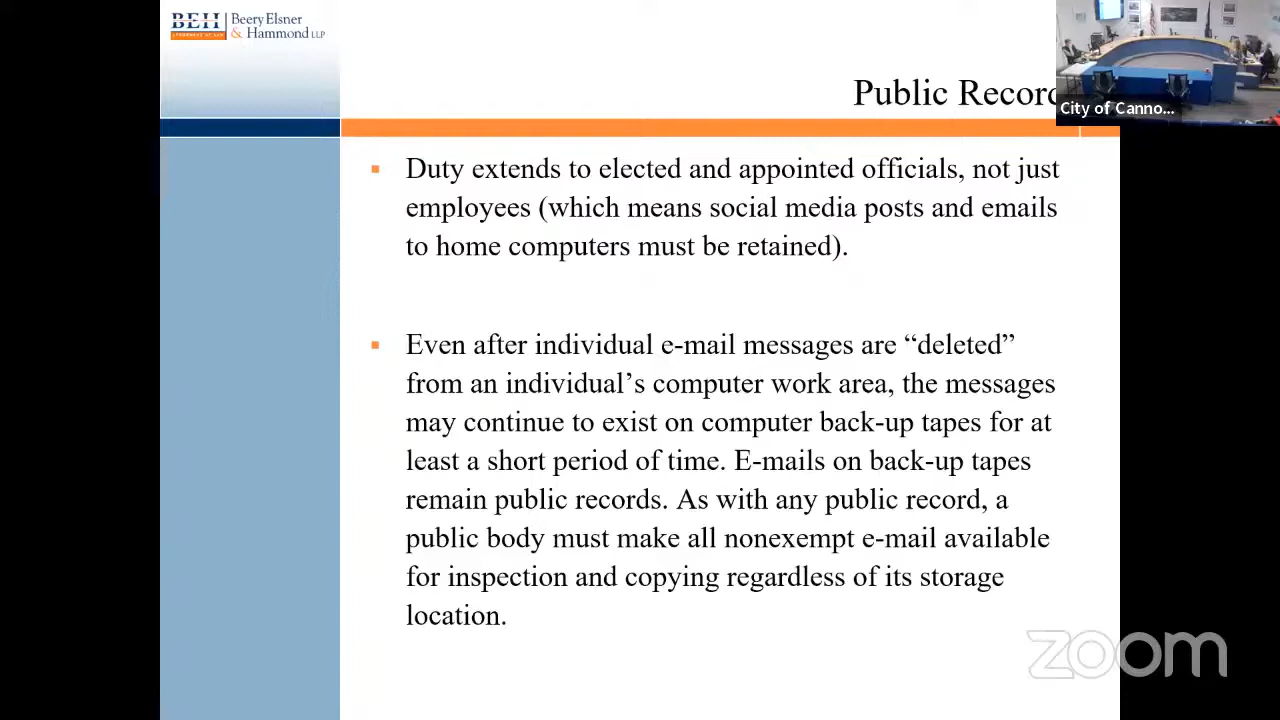 BEH
ATTORNEYS AT LAW
Beery Elsner
& Hammond LLP
Public Recor
City of Canno...
▪ Duty extends to elected and appointed officials, not just
employees (which means social media posts and emails
to home computers must be retained).
▪ Even after individual e-mail messages are “deleted”
from an individual’s computer work area, the messages
may continue to exist on computer back-up tapes for at
least a short period of time. E-mails on back-up tapes
remain public records. As with any public record, a
public body must make all nonexempt e-mail available
for inspection and copying regardless of its storage
location.
zoom